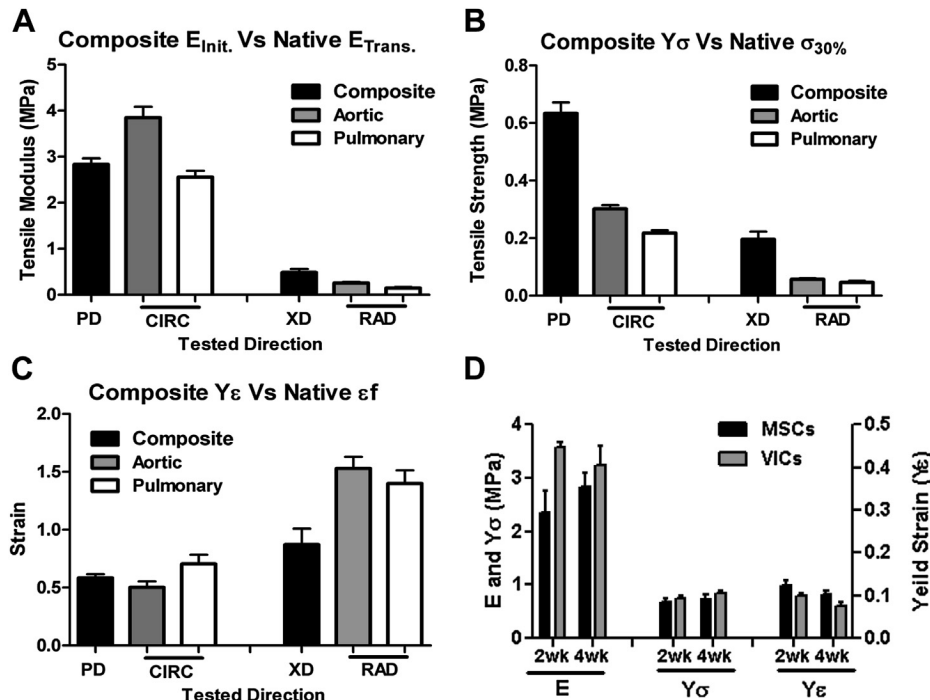 A
Composite E_Init. Vs Native E_Trans.
Tensile Modulus (MPa)
5
4
3
2
1
0
Composite
Aortic
Pulmonary
PD
CIRC
XD
RAD
Tested Direction
B
Composite Yσ Vs Native σ_30%
Tensile Strength (MPa)
0.8
0.6
0.4
0.2
0.0
Composite
Aortic
Pulmonary
PD
CIRC
XD
RAD
Tested Direction
C
Composite Yε Vs Native εf
Strain
2.0
1.5
1.0
0.5
0.0
Composite
Aortic
Pulmonary
PD
CIRC
XD
RAD
Tested Direction
D
E and Yσ (MPa)
4
3
2
1
0
MSCs
VICs
0.5
0.4
0.3
0.2
0.1
0.0
Yeild Strain (Yε)
2wk 4wk 2wk 4wk 2wk 4wk
E Yσ Yε